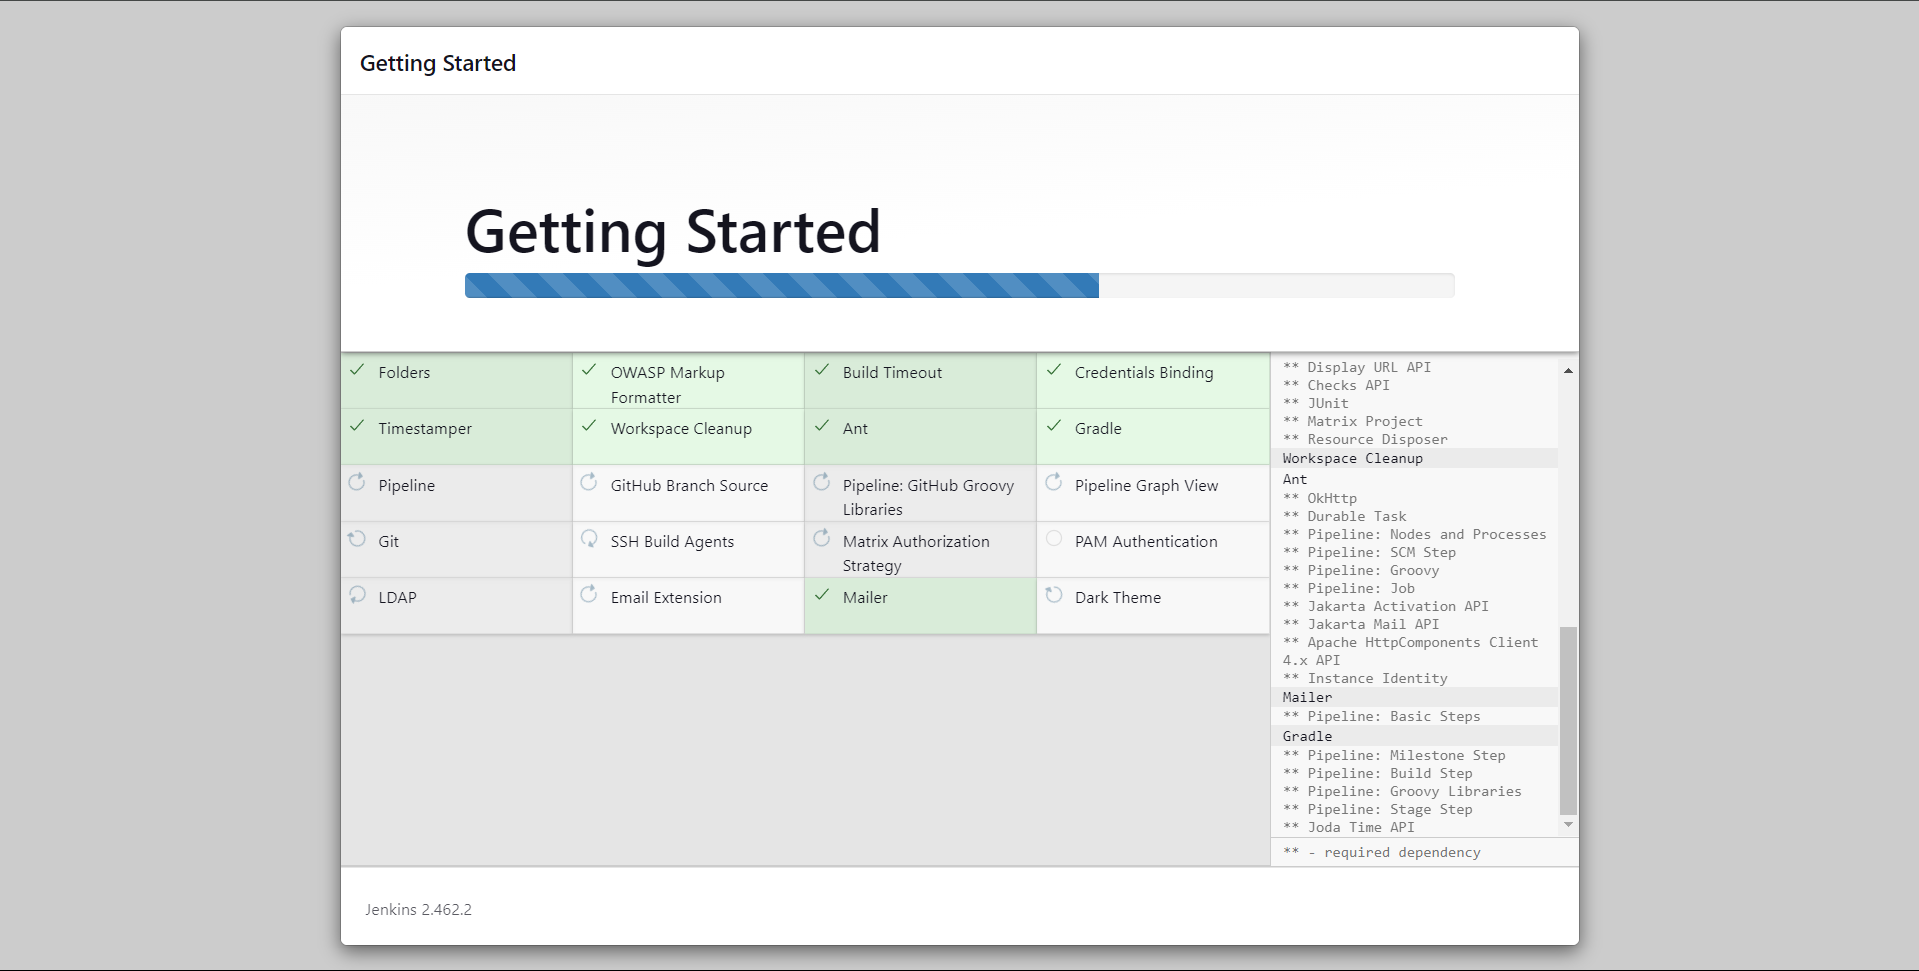 Getting Started
Getting Started
Folders
OWASP Markup
Formatter
Build Timeout
Credentials Binding
Timestamper
Workspace Cleanup
Ant
Gradle
Pipeline
GitHub Branch Source
Pipeline: GitHub Groovy
Libraries
Pipeline Graph View
Git
SSH Build Agents
Matrix Authorization
Strategy
PAM Authentication
LDAP
Email Extension
Mailer
Dark Theme
** Display URL API
** Checks API
** JUnit
** Matrix Project
** Resource Disposer
Workspace Cleanup
Ant
** OkHttp
** Durable Task
** Pipeline: Nodes and Processes
** Pipeline: SCM Step
** Pipeline: Groovy
** Pipeline: Job
** Jakarta Activation API
** Jakarta Mail API
** Apache HttpComponents Client
4.x API
** Instance Identity
Mailer
** Pipeline: Basic Steps
Gradle
** Pipeline: Milestone Step
** Pipeline: Build Step
** Pipeline: Groovy Libraries
** Pipeline: Stage Step
** Joda Time API
** - required dependency
Jenkins 2.462.2